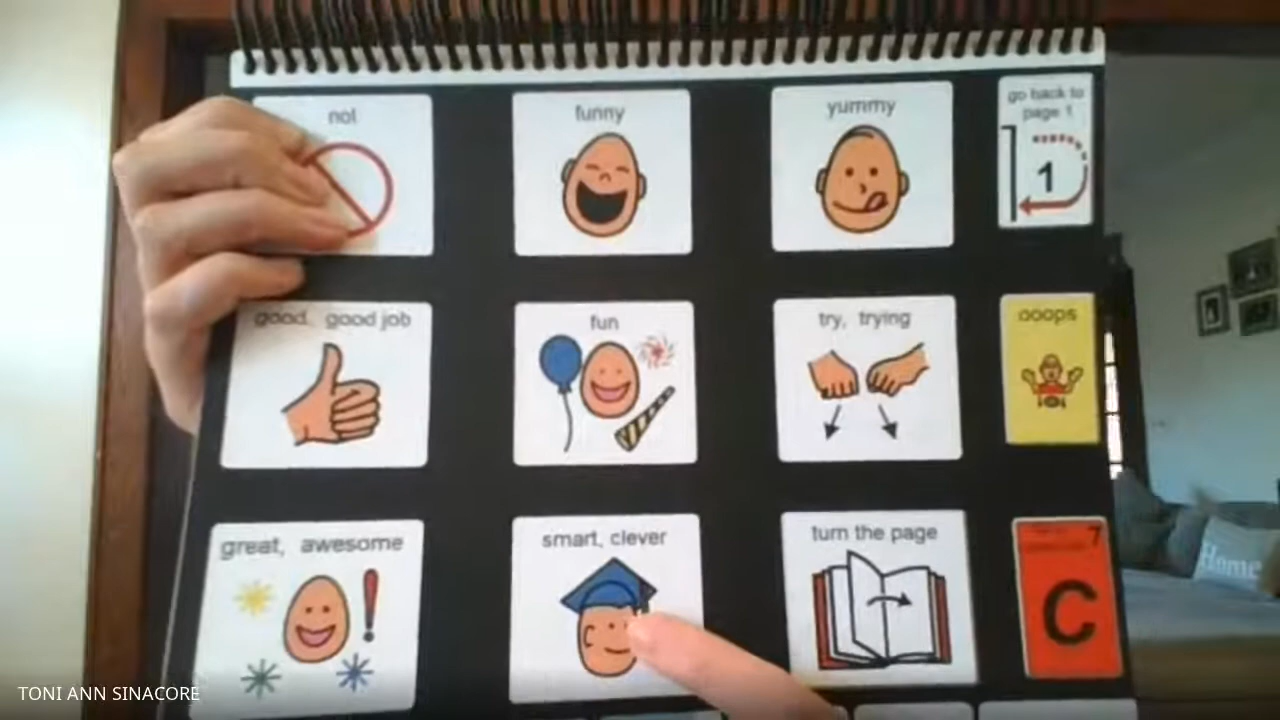 not
funny
yummy
go back to
page 1
1
good, good job
fun
try, trying
ooops
great, awesome
smart, clever
turn the page
7
C
Home
TONI ANN SINACORE